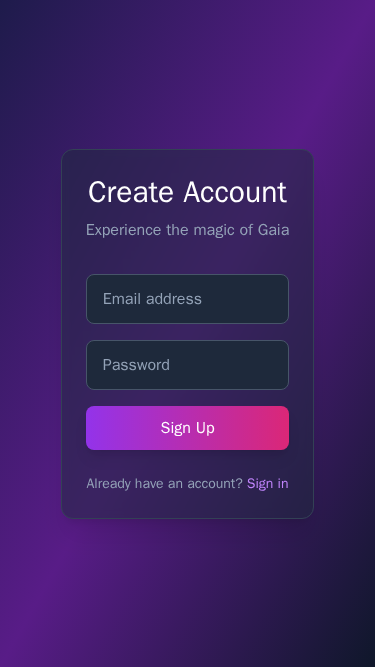 Create Account
Experience the magic of Gaia
Email address
Password
Sign Up
Already have an account? Sign in